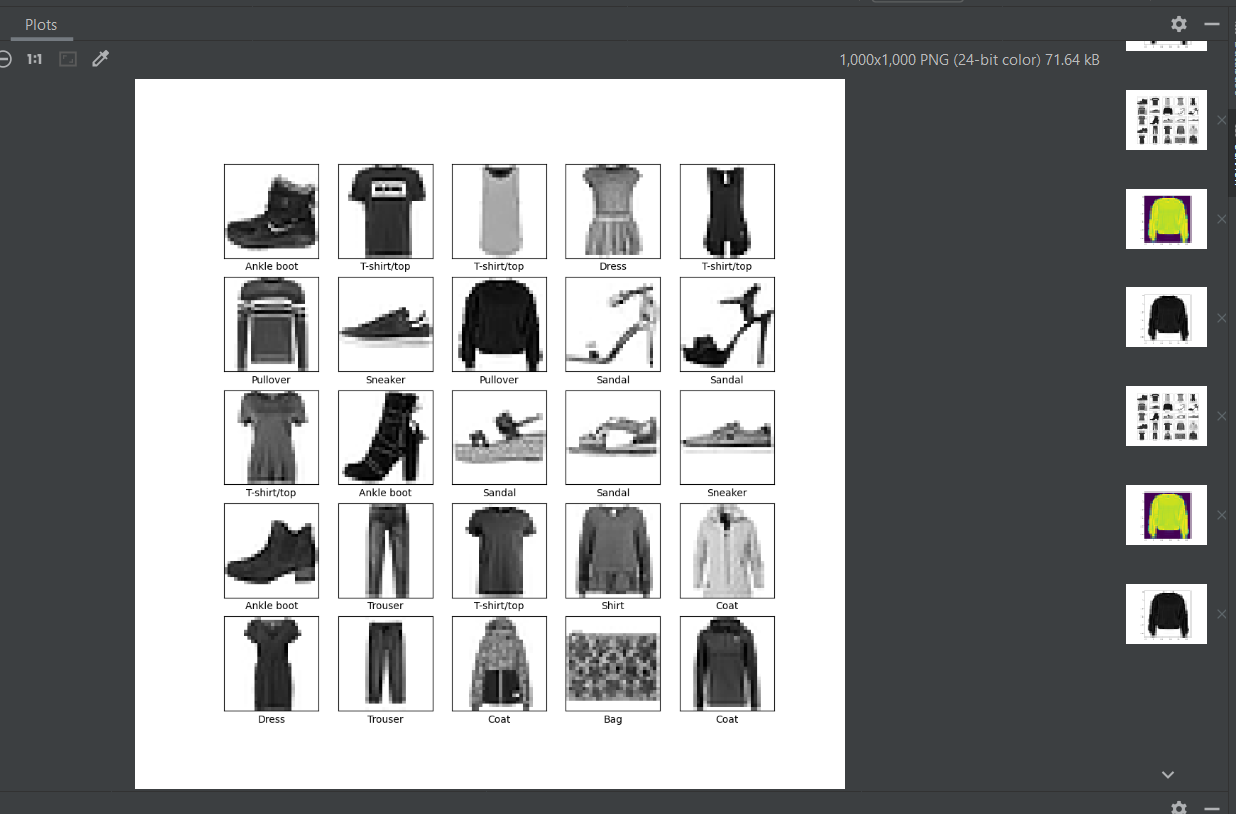 Plots
1:1
1,000x1,000 PNG (24-bit color) 71.64 kB
Ankle boot T-shirt/top T-shirt/top Dress T-shirt/top
Pullover Sneaker Pullover Sandal Sandal
T-shirt/top Ankle boot Sandal Sandal Sneaker
Ankle boot Trouser T-shirt/top Shirt Coat
Dress Trouser Coat Bag Coat